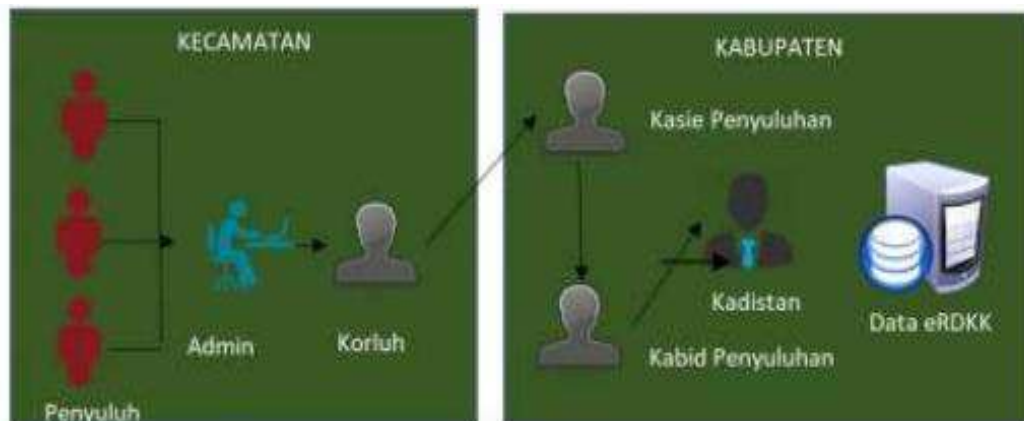 KECAMATAN
Admin
Korluh
Penyuluh
KABUPATEN
Kasie Penyuluhan
Kadistan
Kabid Penyuluhan
Data eRDKK